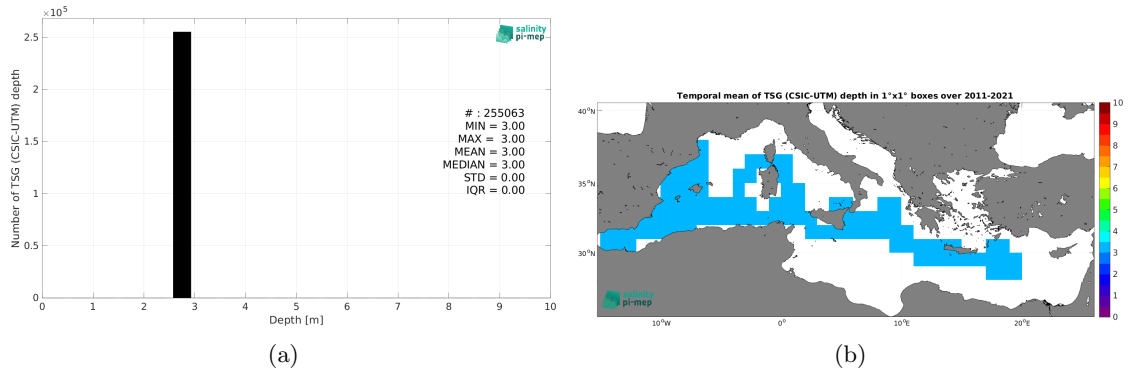 ×10⁵
2.5
2
1.5
1
0.5
0
0 1 2 3 4 5 6 7 8 9 10
Number of TSG (CSIC-UTM) depth
Depth [m]
salinity
pi-mep
# : 255063
MIN = 3.00
MAX = 3.00
MEAN = 3.00
MEDIAN = 3.00
STD = 0.00
IQR = 0.00
(a)
Temporal mean of TSG (CSIC-UTM) depth in 1°x1° boxes over 2011-2021
40°N
35°N
30°N
10°W 0° 10°E 20°E
salinity
pi-mep
10
9
8
7
6
5
4
3
2
1
0
(b)